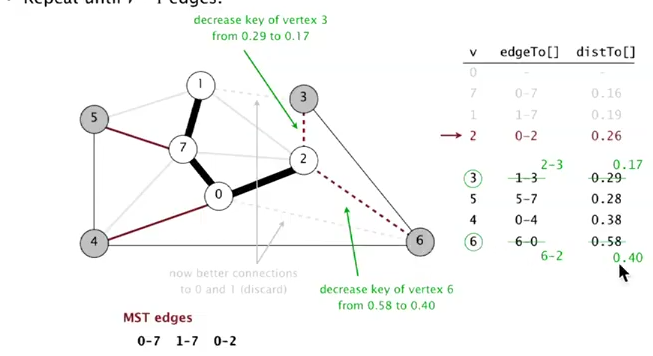 Repeat until 7 - 1 edges.
decrease key of vertex 3
from 0.29 to 0.17
v edgeTo[] distTo[]
0 - -
7 0-7 0.16
1 1-7 0.19
2 0-2 0.26
2-3 0.17
3 1-3 0.29
5 5-7 0.28
4 0-4 0.38
6 6-0 0.58
6-2 0.40
1
3
5
7
2
0
4
6
now better connections
to 0 and 1 (discard)
decrease key of vertex 6
from 0.58 to 0.40
MST edges
0-7 1-7 0-2